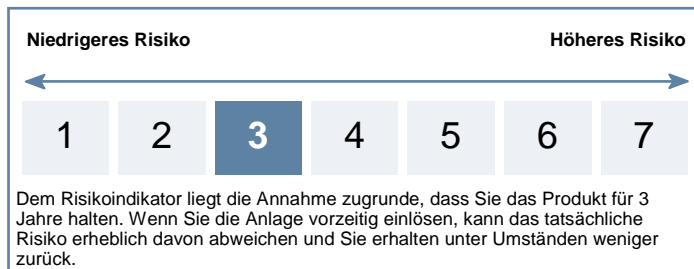 Niedrigeres Risiko Höheres Risiko
1 2 3 4 5 6 7
Dem Risikoindikator liegt die Annahme zugrunde, dass Sie das Produkt für 3
Jahre halten. Wenn Sie die Anlage vorzeitig einlösen, kann das tatsächliche
Risiko erheblich davon abweichen und Sie erhalten unter Umständen weniger
zurück.